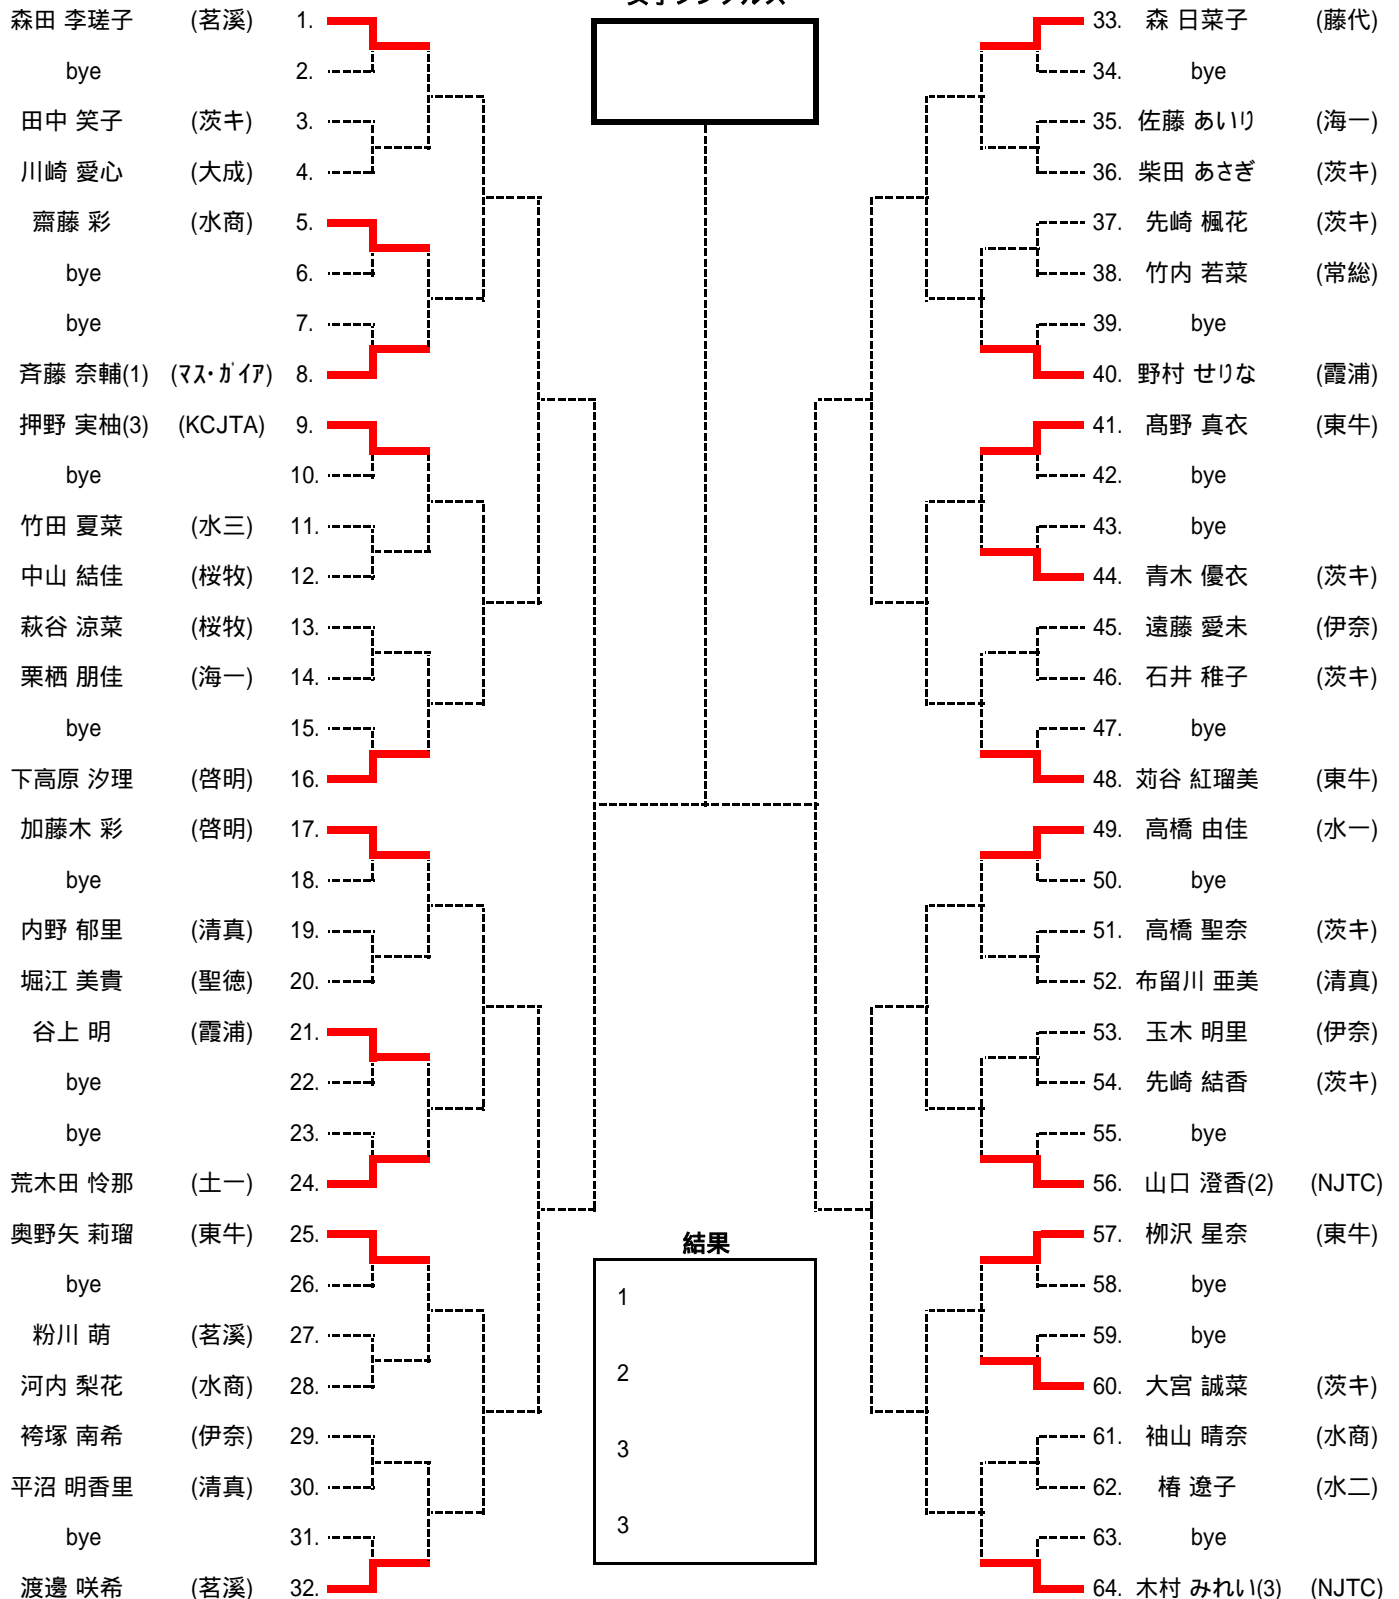 森田 李瑳子 (茗溪) 1.
bye 2.
田中 笑子 (茨キ) 3.
川崎 愛心 (大成) 4.
齋藤 彩 (水商) 5.
bye 6.
bye 7.
斉藤 奈輔(1) (マス・ガイア) 8.
押野 実柚(3) (KCJTA) 9.
bye 10.
竹田 夏菜 (水三) 11.
中山 結佳 (桜牧) 12.
萩谷 涼菜 (桜牧) 13.
栗栖 朋佳 (海一) 14.
bye 15.
下高原 汐理 (啓明) 16.
加藤木 彩 (啓明) 17.
bye 18.
内野 郁里 (清真) 19.
堀江 美貴 (聖徳) 20.
谷上 明 (霞浦) 21.
bye 22.
bye 23.
荒木田 怜那 (土一) 24.
奥野矢 莉瑠 (東牛) 25.
bye 26.
粉川 萌 (茗溪) 27.
河内 梨花 (水商) 28.
袴塚 南希 (伊奈) 29.
平沼 明香里 (清真) 30.
bye 31.
渡邊 咲希 (茗溪) 32.
結果
1
2
3
3
33. 森 日菜子 (藤代)
34. bye
35. 佐藤 あいり (海一)
36. 柴田 あさぎ (茨キ)
37. 先崎 楓花 (茨キ)
38. 竹内 若菜 (常総)
39. bye
40. 野村 せりな (霞浦)
41. 髙野 真衣 (東牛)
42. bye
43. bye
44. 青木 優衣 (茨キ)
45. 遠藤 愛未 (伊奈)
46. 石井 稚子 (茨キ)
47. bye
48. 苅谷 紅瑠美 (東牛)
49. 高橋 由佳 (水一)
50. bye
51. 高橋 聖奈 (茨キ)
52. 布留川 亜美 (清真)
53. 玉木 明里 (伊奈)
54. 先崎 結香 (茨キ)
55. bye
56. 山口 澄香(2) (NJTC)
57. 栁沢 星奈 (東牛)
58. bye
59. bye
60. 大宮 誠菜 (茨キ)
61. 袖山 晴奈 (水商)
62. 椿 遼子 (水二)
63. bye
64. 木村 みれい(3) (NJTC)